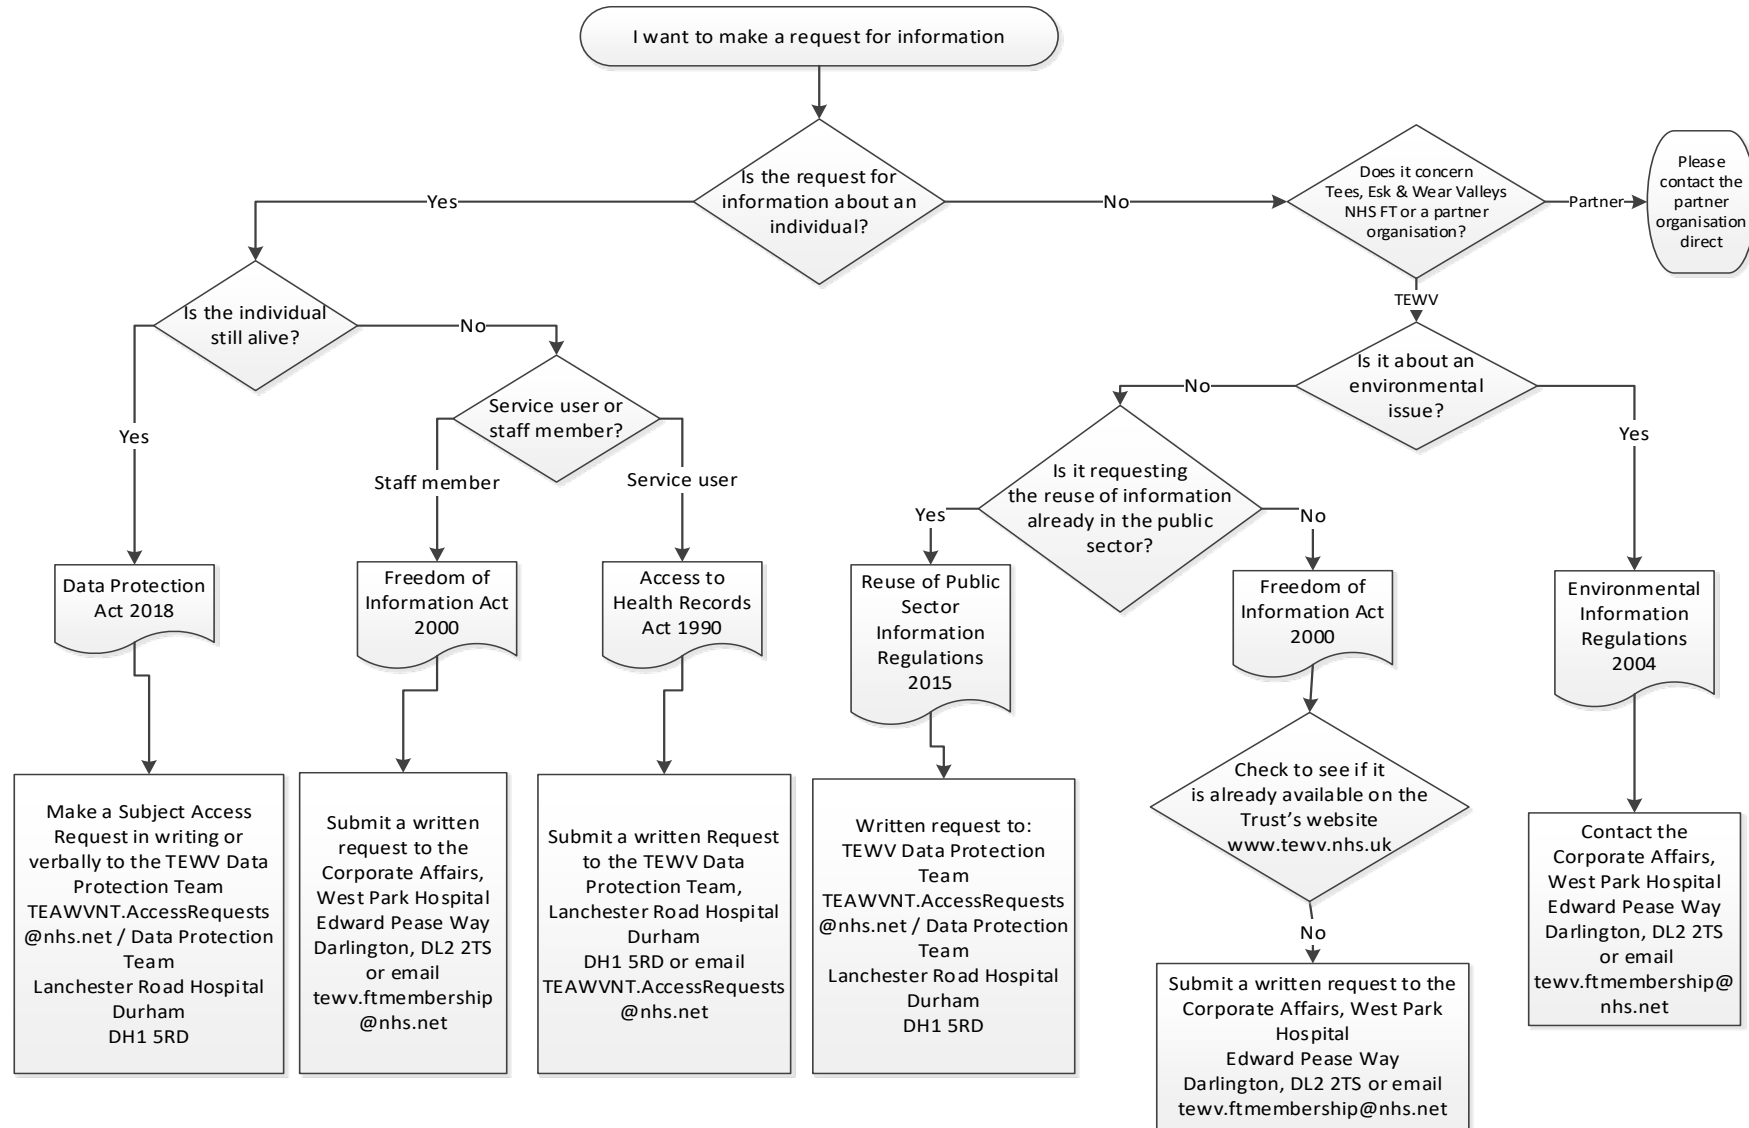 I want to make a request for information
Is the request for
information about an
individual?
Yes
No
Does it concern
Tees, Esk & Wear Valleys
NHS FT or a partner
organisation?
Partner
Please
contact the
partner
organisation
direct
TEWV
Is the individual
still alive?
No
Yes
Service user or
staff member?
Staff member
Service user
Is it about an
environmental
issue?
No
Yes
Is it requesting
the reuse of information
already in the public
sector?
Yes
No
Data Protection
Act 2018
Freedom of
Information Act
2000
Access to
Health Records
Act 1990
Reuse of Public
Sector
Information
Regulations
2015
Freedom of
Information Act
2000
Environmental
Information
Regulations
2004
Check to see if it
is already available on the
Trust's website
www.tewv.nhs.uk
No
Make a Subject Access
Request in writing or
verbally to the TEWV Data
Protection Team
TEAWVNT.AccessRequests
@nhs.net / Data Protection
Team
Lanchester Road Hospital
Durham
DH1 5RD
Submit a written
request to the
Corporate Affairs,
West Park Hospital
Edward Pease Way
Darlington, DL2 2TS
or email
tewv.ftmembership
@nhs.net
Submit a written Request
to the TEWV Data
Protection Team,
Lanchester Road Hospital
Durham
DH1 5RD or email
TEAWVNT.AccessRequests
@nhs.net
Written request to:
TEWV Data Protection
Team
TEAWVNT.AccessRequests
@nhs.net / Data Protection
Team
Lanchester Road Hospital
Durham
DH1 5RD
Submit a written request to the
Corporate Affairs, West Park
Hospital
Edward Pease Way
Darlington, DL2 2TS or email
tewv.ftmembership@nhs.net
Contact the
Corporate Affairs,
West Park Hospital
Edward Pease Way
Darlington, DL2 2TS
or email
tewv.ftmembership@
nhs.net